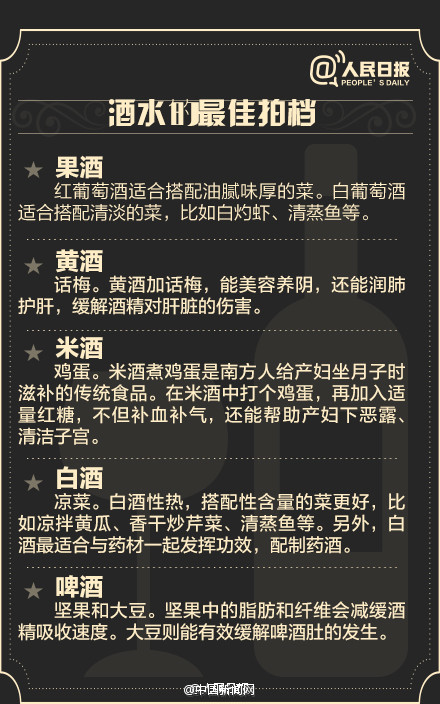 @人民日报
PEOPLE'S DAILY
酒水的最佳拍档
果酒
红葡萄酒适合搭配油腻味厚的菜。白葡萄酒
适合搭配清淡的菜，比如白灼虾、清蒸鱼等。
黄酒
话梅。黄酒加话梅，能美容养阴，还能润肺
护肝，缓解酒精对肝脏的伤害。
米酒
鸡蛋。米酒煮鸡蛋是南方人给产妇坐月子时
滋补的传统食品。在米酒中打个鸡蛋，再加入适
量红糖，不但补血补气，还能帮助产妇下恶露、
清洁子宫。
白酒
凉菜。白酒性热，搭配性含量的菜更好，比
如凉拌黄瓜、香干炒芹菜、清蒸鱼等。另外，白
酒最适合与药材一起发挥功效，配制药酒。
啤酒
坚果和大豆。坚果中的脂肪和纤维会减缓酒
精吸收速度。大豆则能有效缓解啤酒肚的发生。
@中国新闻网